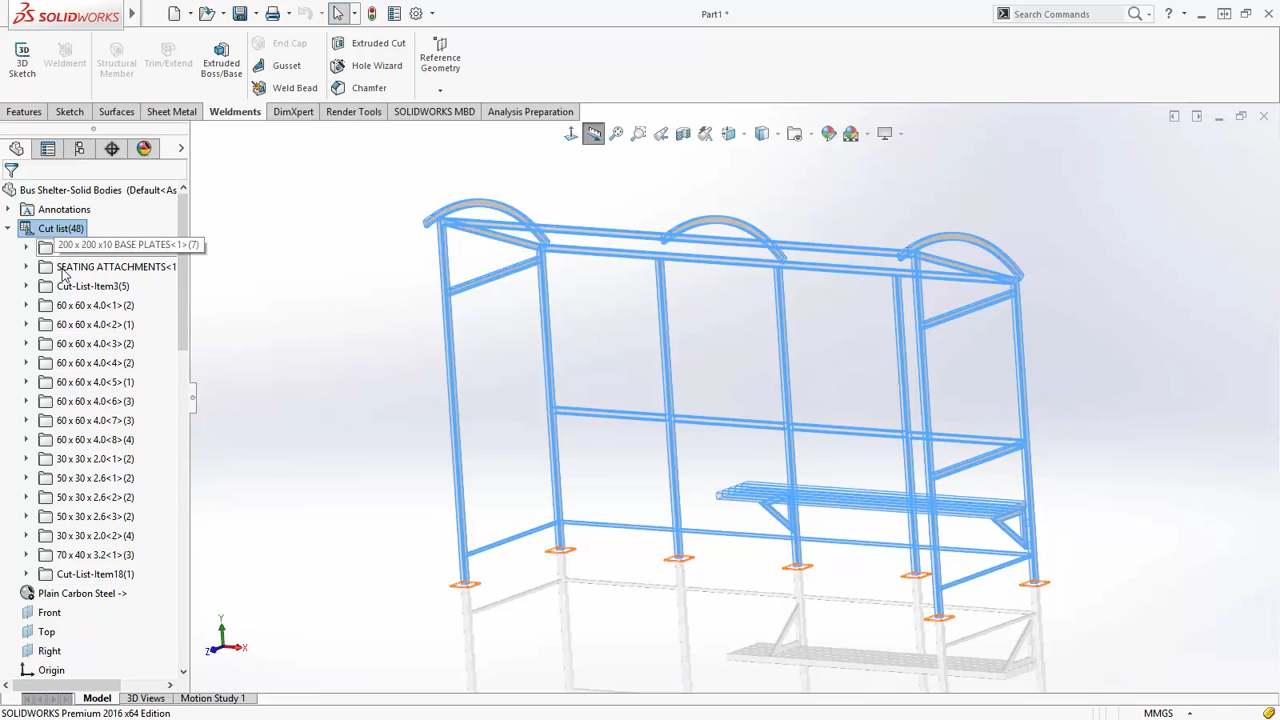 SOLIDWORKS
Part1 *
Search Commands
3D Sketch
Weldment
Structural Member
Trim/Extend
Extruded Boss/Base
End Cap
Gusset
Weld Bead
Extruded Cut
Hole Wizard
Chamfer
Reference Geometry
Features
Sketch
Surfaces
Sheet Metal
Weldments
DimXpert
Render Tools
SOLIDWORKS MBD
Analysis Preparation
Bus Shelter-Solid Bodies (Default<As
Annotations
Cut list(48)
200 x 200 x10 BASE PLATES<1>(7)
SEATING ATTACHMENTS<1
Cut-List-Item3(5)
60 x 60 x 4.0<1>(2)
60 x 60 x 4.0<2>(1)
60 x 60 x 4.0<3>(2)
60 x 60 x 4.0<4>(2)
60 x 60 x 4.0<5>(1)
60 x 60 x 4.0<6>(3)
60 x 60 x 4.0<7>(3)
60 x 60 x 4.0<8>(4)
30 x 30 x 2.0<1>(2)
50 x 30 x 2.6<1>(2)
50 x 30 x 2.6<2>(2)
50 x 30 x 2.6<3>(2)
30 x 30 x 2.0<2>(4)
70 x 40 x 3.2<1>(3)
Cut-List-Item18(1)
Plain Carbon Steel ->
Front
Top
Right
Origin
Y
X
Z
Model
3D Views
Motion Study 1
SOLIDWORKS Premium 2016 x64 Edition
MMGS